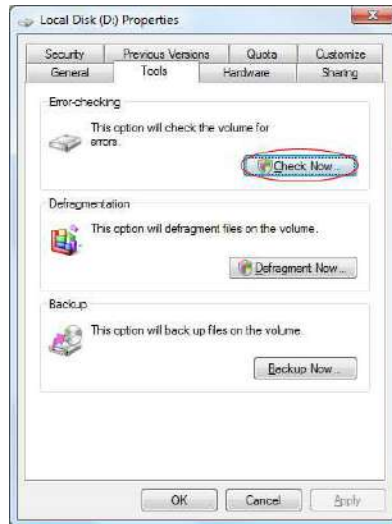 Local Disk (D:) Properties
Security Previous Versions Quota Customize
General Tools Hardware Sharing
Error-checking
This option will check the volume for
errors.
Check Now...
Defragmentation
This option will defragment files on the volume.
Defragment Now...
Backup
This option will back up files on the volume.
Backup Now...
OK Cancel Apply